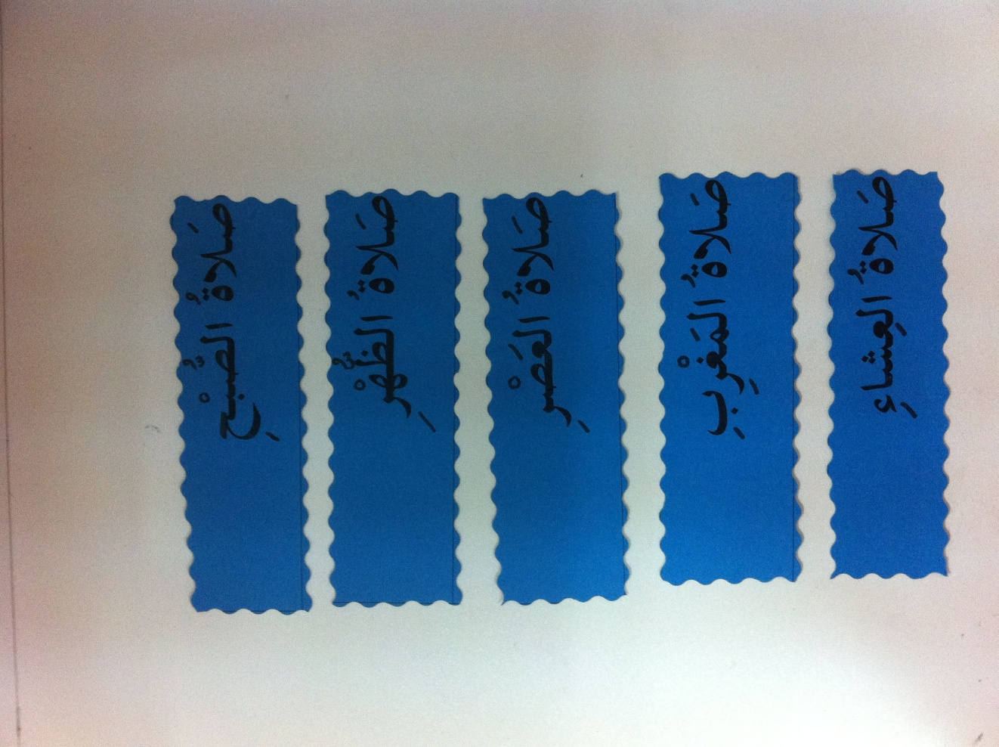 صَلاةُ الصُّبْحِ
صَلاةُ الظُّهْرِ
صَلاةُ العَصْرِ
صَلاةُ المَغْرِبِ
صَلاةُ العِشاءِ